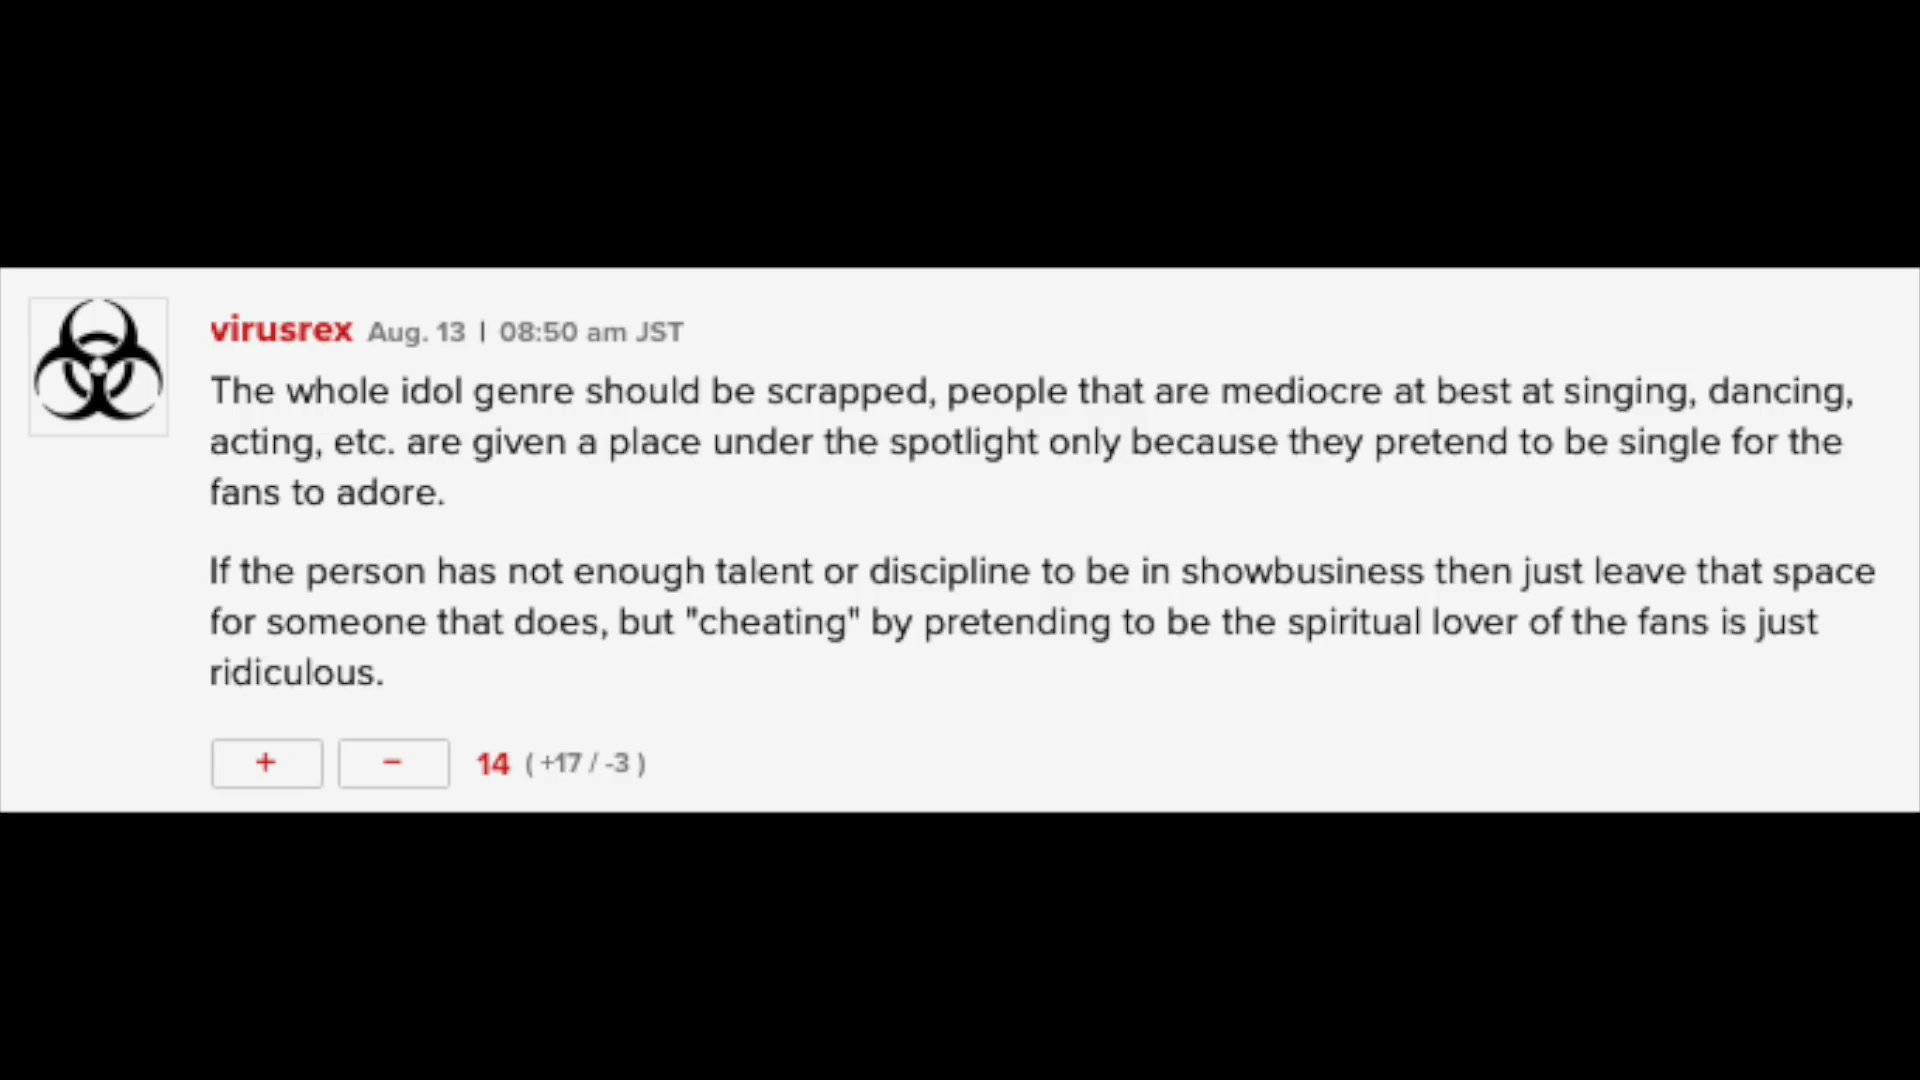 virusrex Aug. 13 | 08:50 am JST
The whole idol genre should be scrapped, people that are mediocre at best at singing, dancing,
acting, etc. are given a place under the spotlight only because they pretend to be single for the
fans to adore.
If the person has not enough talent or discipline to be in showbusiness then just leave that space
for someone that does, but "cheating" by pretending to be the spiritual lover of the fans is just
ridiculous.
+ − 14 ( +17 / -3 )